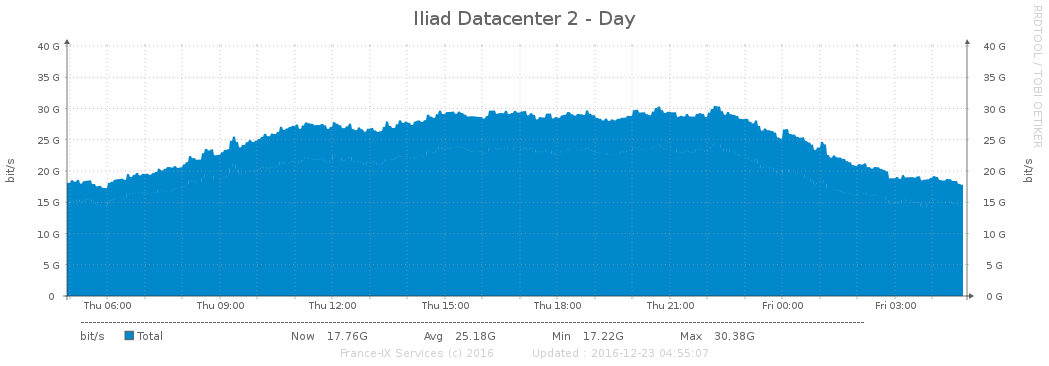 Iliad Datacenter 2 - Day
RRDTOOL / TOBI OETIKER
bit/s
40 G 40 G
35 G 35 G
30 G 30 G
25 G 25 G
20 G 20 G
15 G 15 G
10 G 10 G
5 G 5 G
0 0 G
bit/s
Thu 06:00 Thu 09:00 Thu 12:00 Thu 15:00 Thu 18:00 Thu 21:00 Fri 00:00 Fri 03:00
bit/s Total Now 17.76G Avg 25.18G Min 17.22G Max 30.38G
France-IX Services (c) 2016 Updated : 2016-12-23 04:55:07